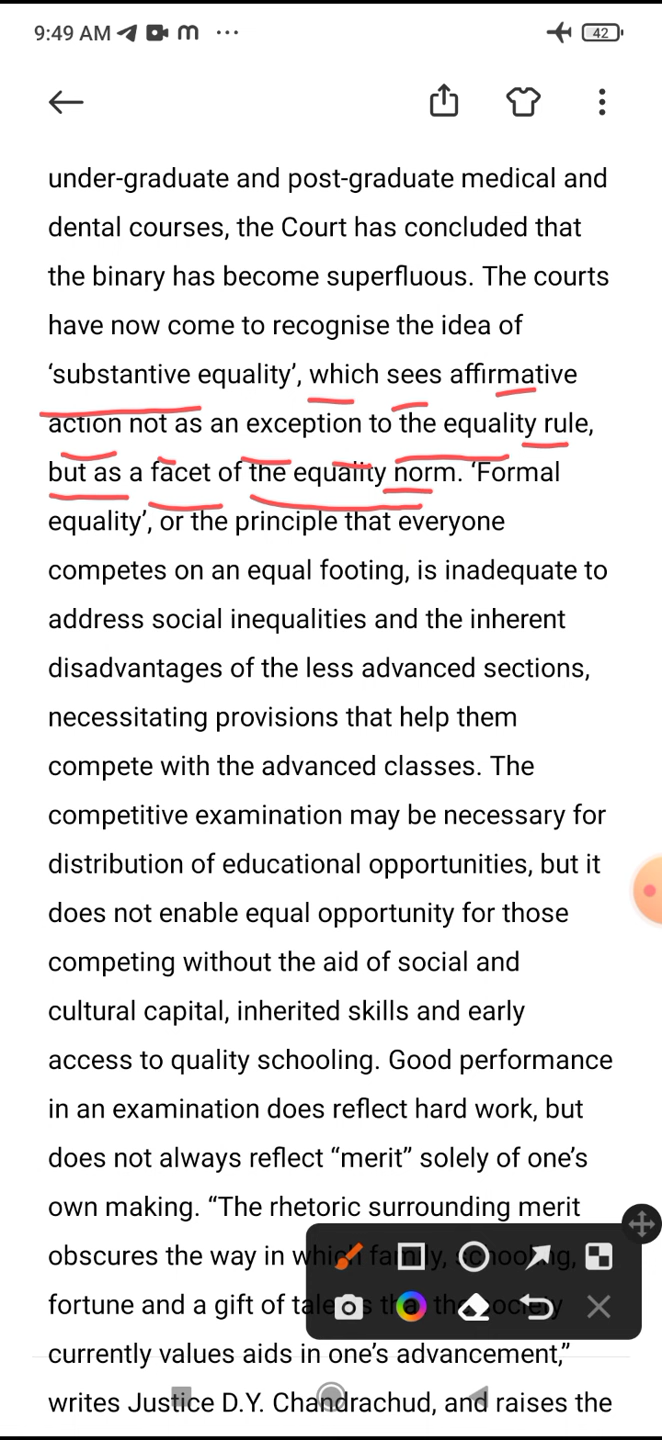 9:49 AM m ... 42
under-graduate and post-graduate medical and
dental courses, the Court has concluded that
the binary has become superfluous. The courts
have now come to recognise the idea of
‘substantive equality’, which sees affirmative
action not as an exception to the equality rule,
but as a facet of the equality norm. ‘Formal
equality’, or the principle that everyone
competes on an equal footing, is inadequate to
address social inequalities and the inherent
disadvantages of the less advanced sections,
necessitating provisions that help them
compete with the advanced classes. The
competitive examination may be necessary for
distribution of educational opportunities, but it
does not enable equal opportunity for those
competing without the aid of social and
cultural capital, inherited skills and early
access to quality schooling. Good performance
in an examination does reflect hard work, but
does not always reflect “merit” solely of one’s
own making. “The rhetoric surrounding merit
obscures the way in which family, schooling,
fortune and a gift of talents that the society
currently values aids in one’s advancement,”
writes Justice D.Y. Chandrachud, and raises the